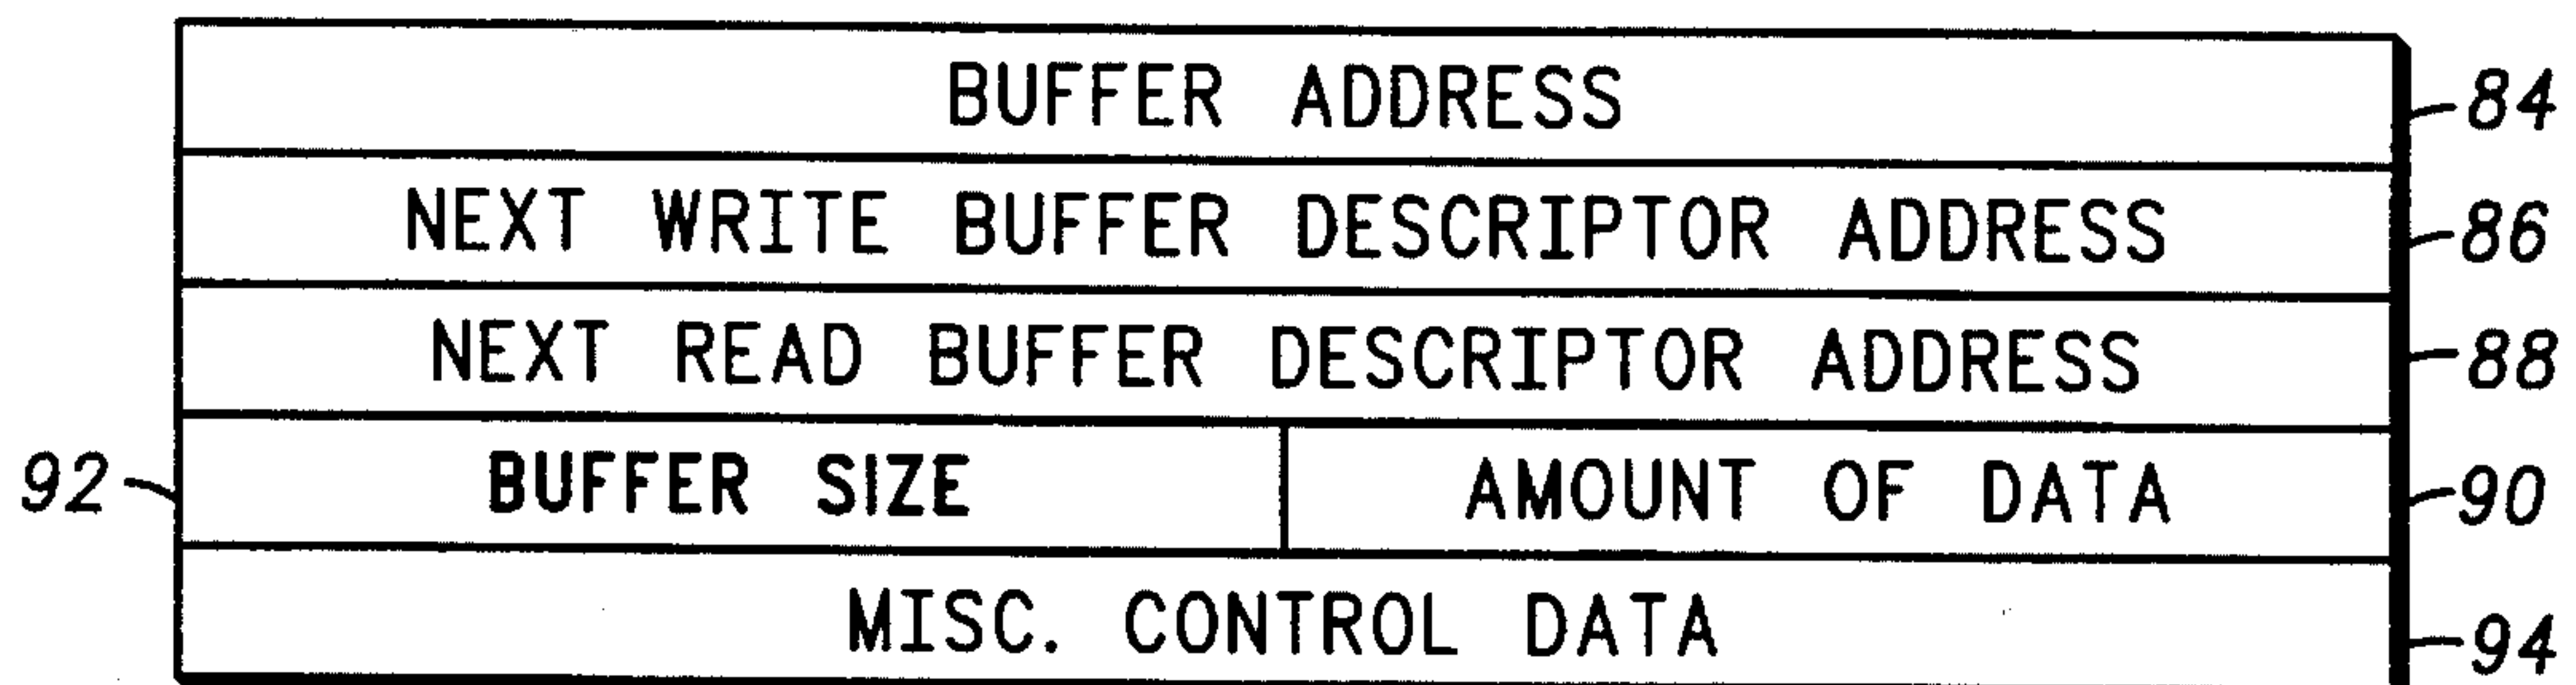 BUFFER ADDRESS 84
NEXT WRITE BUFFER DESCRIPTOR ADDRESS 86
NEXT READ BUFFER DESCRIPTOR ADDRESS 88
92 BUFFER SIZE AMOUNT OF DATA 90
MISC. CONTROL DATA 94